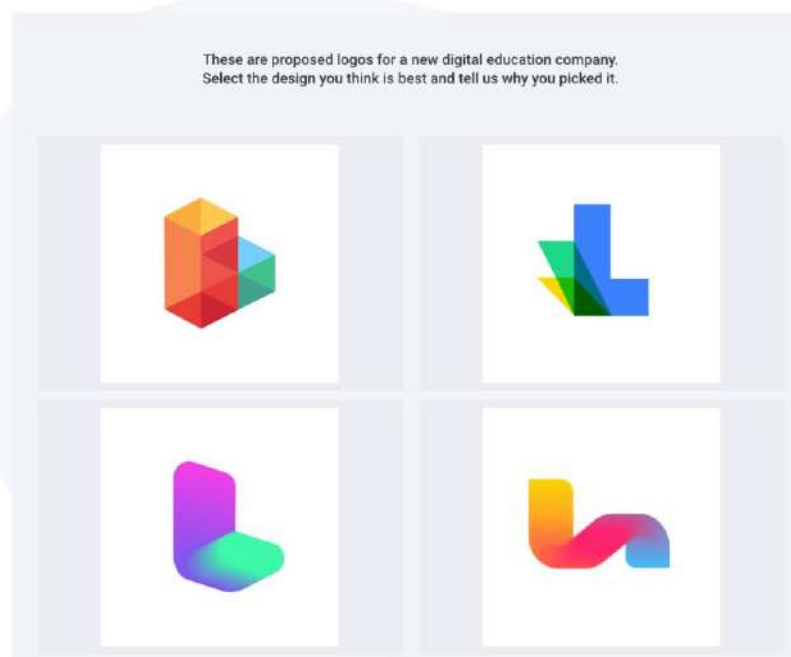 These are proposed logos for a new digital education company.
Select the design you think is best and tell us why you picked it.